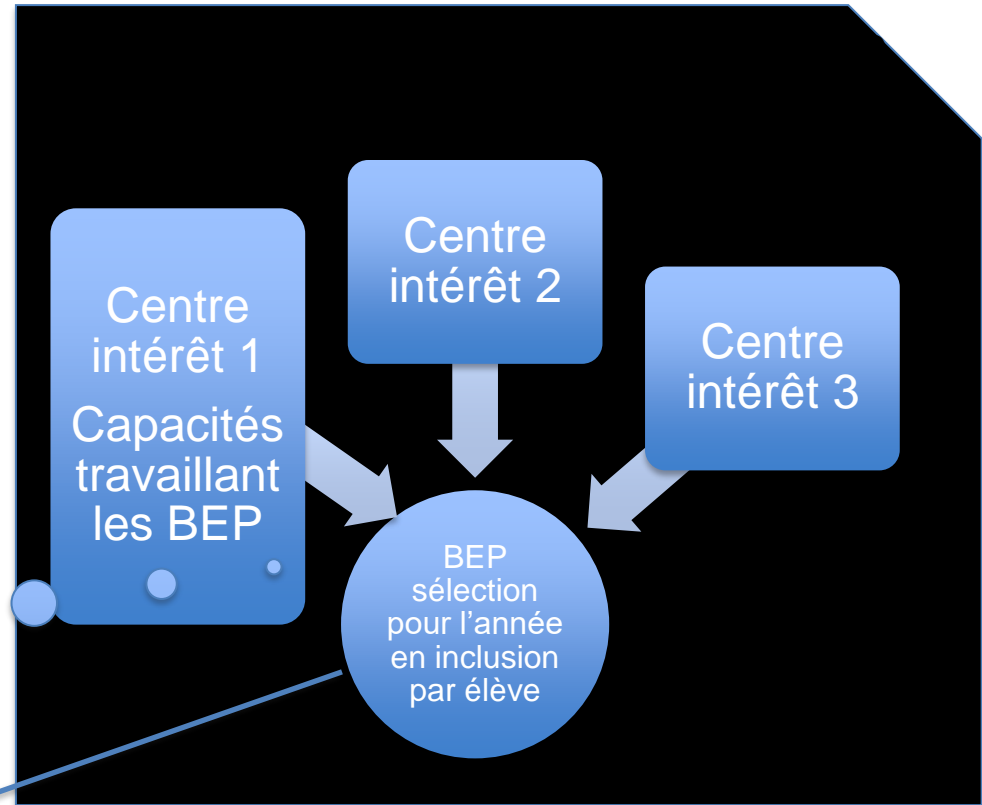 Centre
intérêt 1
Capacités
travaillant
les BEP
Centre
intérêt 2
Centre
intérêt 3
BEP
sélection
pour l’année
en inclusion
par élève